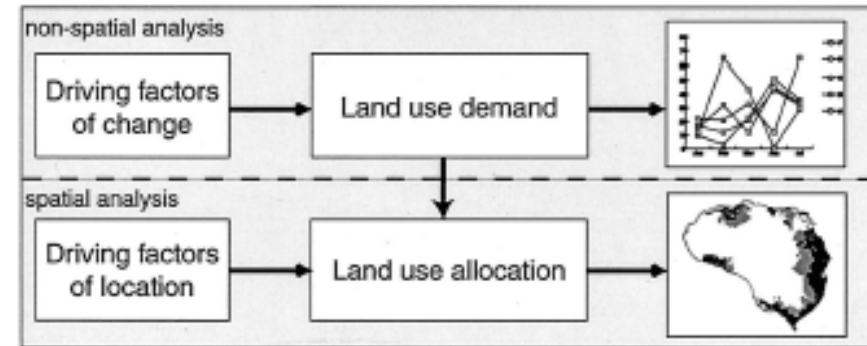 non-spatial analysis
Driving factors
of change
Land use demand
spatial analysis
Driving factors
of location
Land use allocation